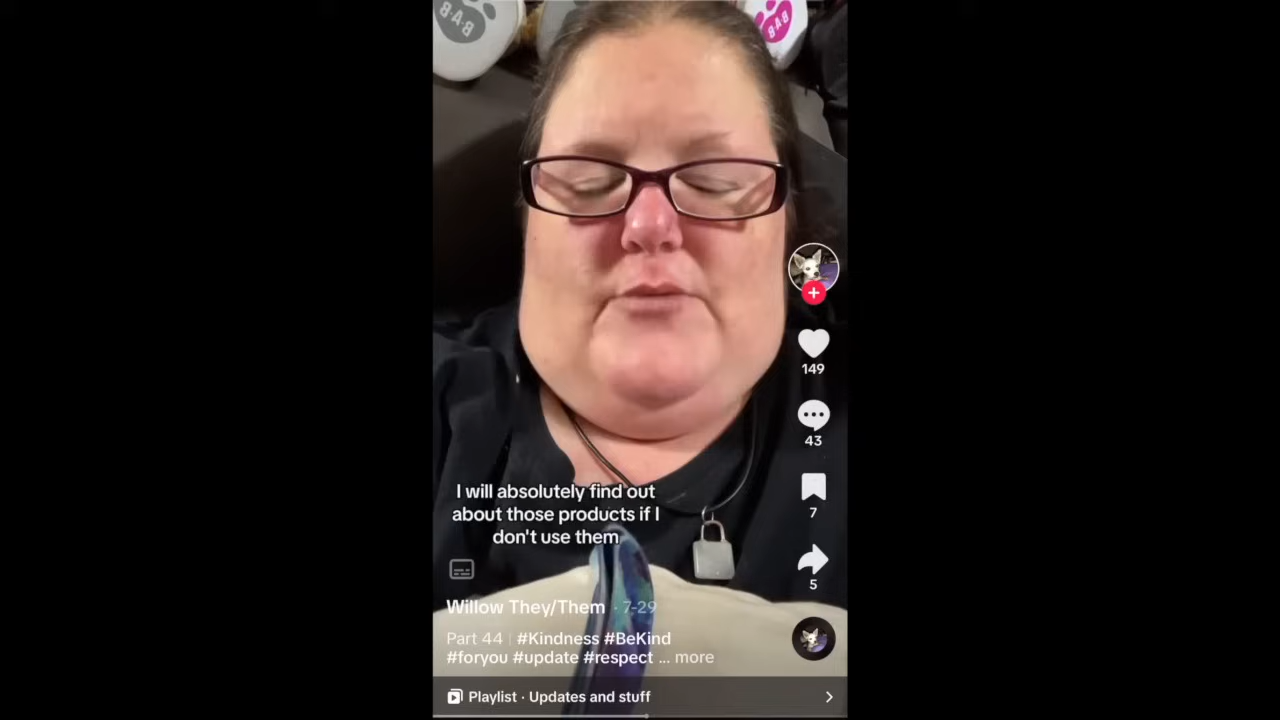 B·A·B
B·A·B
149
43
7
5
I will absolutely find out
about those products if I
don't use them
Willow They/Them · 7-29
Part 44 | #Kindness #BeKind
#foryou #update #respect ... more
Playlist · Updates and stuff